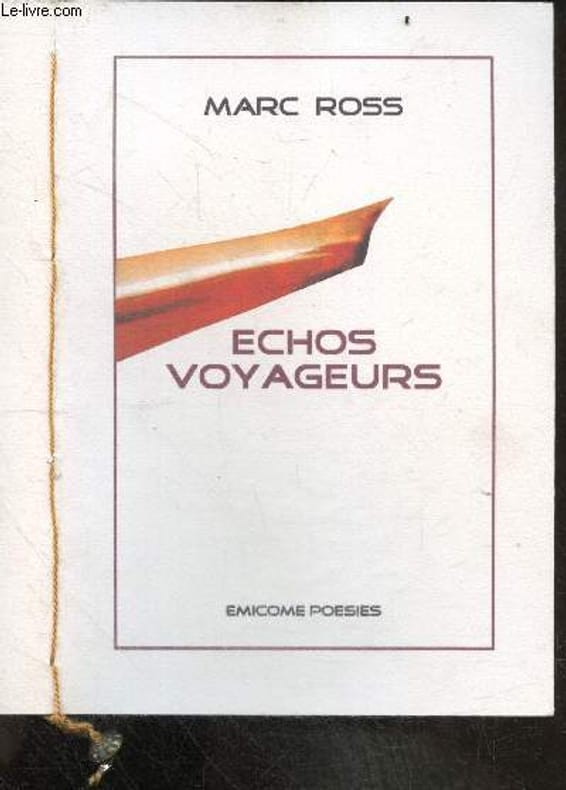 Le-livre.com
MARC ROSS
ECHOS
VOYAGEURS
EMICOME POESIES